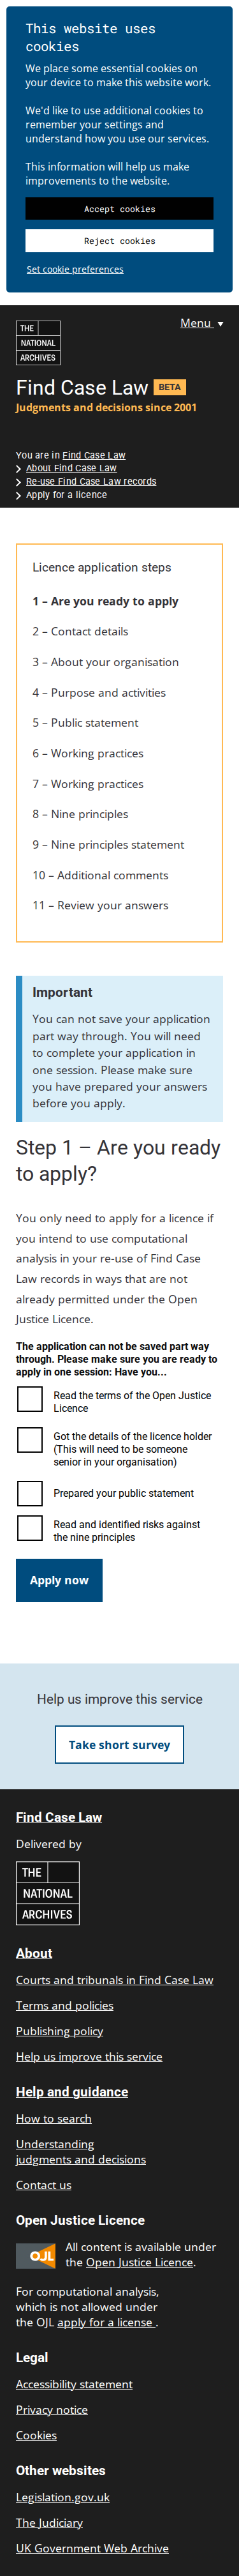 This website uses
cookies
We place some essential cookies on
your device to make this website work.
We'd like to use additional cookies to
remember your settings and
understand how you use our services.
This information will help us make
improvements to the website.
Accept cookies
Reject cookies
Set cookie preferences
Menu
THE
NATIONAL
ARCHIVES
Find Case Law BETA
Judgments and decisions since 2001
You are in Find Case Law
About Find Case Law
Re-use Find Case Law records
Apply for a licence
Licence application steps
1 – Are you ready to apply
2 – Contact details
3 – About your organisation
4 – Purpose and activities
5 – Public statement
6 – Working practices
7 – Working practices
8 – Nine principles
9 – Nine principles statement
10 – Additional comments
11 – Review your answers
Important
You can not save your application
part way through. You will need
to complete your application in
one session. Please make sure
you have prepared your answers
before you apply.
Step 1 – Are you ready
to apply?
You only need to apply for a licence if
you intend to use computational
analysis in your re-use of Find Case
Law records in ways that are not
already permitted under the Open
Justice Licence.
The application can not be saved part way
through. Please make sure you are ready to
apply in one session: Have you...
Read the terms of the Open Justice
Licence
Got the details of the licence holder
(This will need to be someone
senior in your organisation)
Prepared your public statement
Read and identified risks against
the nine principles
Apply now
Help us improve this service
Take short survey
Find Case Law
Delivered by
THE
NATIONAL
ARCHIVES
About
Courts and tribunals in Find Case Law
Terms and policies
Publishing policy
Help us improve this service
Help and guidance
How to search
Understanding
judgments and decisions
Contact us
Open Justice Licence
OJL
All content is available under
the Open Justice Licence.
For computational analysis,
which is not allowed under
the OJL apply for a license .
Legal
Accessibility statement
Privacy notice
Cookies
Other websites
Legislation.gov.uk
The Judiciary
UK Government Web Archive